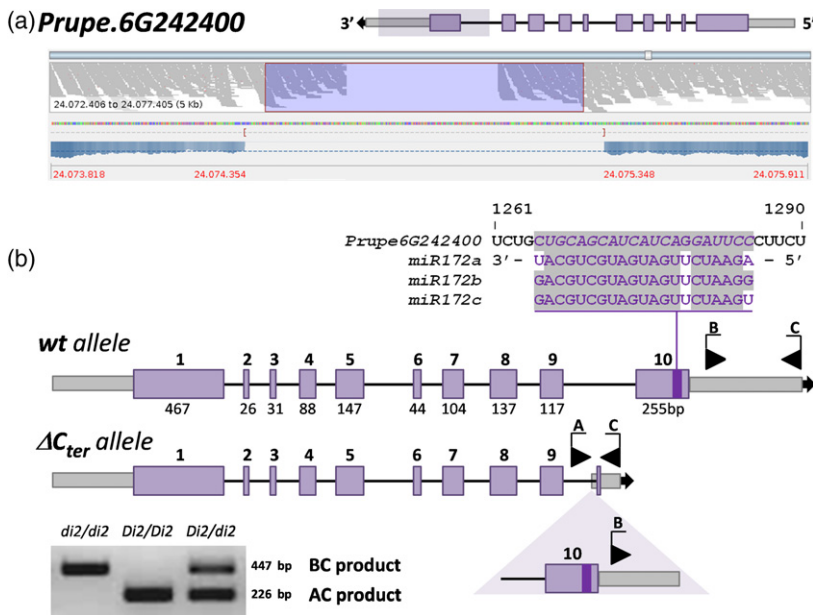 (a) Prupe.6G242400 3’ 5’
24.072.406 to 24.077.405 (5 Kb)
24.073.818 24.074.354 24.075.348 24.075.911
1261 1290
Prupe6G242400 UCUGCUGCAGCAUCAUCAGGAUUCCCUUCU
(b) miR172a 3’- UACGUCGUAGUAGUUCUAAGA - 5’
miR172b GACGUCGUAGUAGUUCUAAGA
miR172c GACGUCGUAGUAGUUCUAAGU
B C
wt allele
1 2 3 4 5 6 7 8 9 10
467 26 31 88 147 44 104 137 117 255bp
A C
ΔCter allele
1 2 3 4 5 6 7 8 9
di2/di2 Di2/Di2 Di2/di2
B
10
447 bp BC product
226 bp AC product